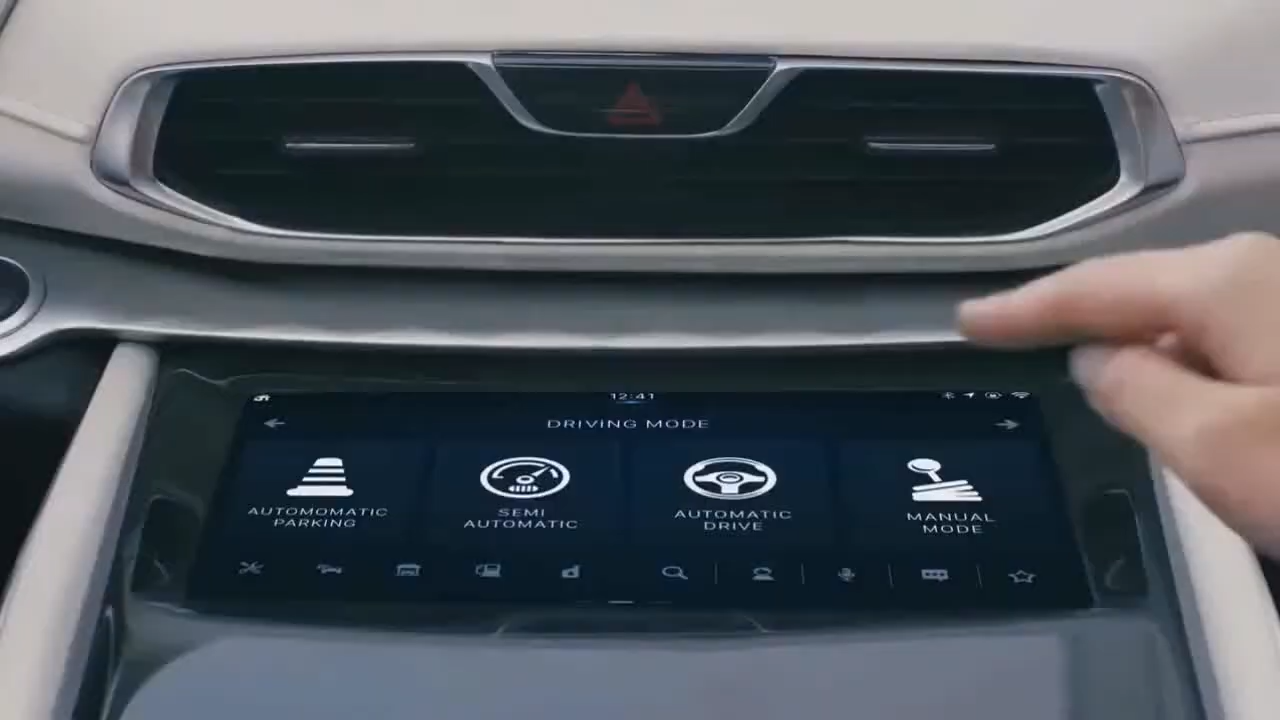 12:41
DRIVING MODE
AUTOMOMATIC
PARKING
SEMI
AUTOMATIC
AUTOMATIC
DRIVE
MANUAL
MODE